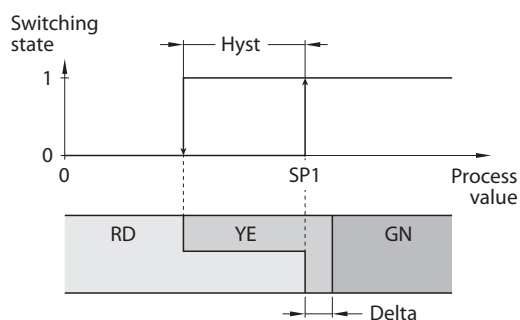 Switching
state
Hyst
1
0
0
SP1
Process
value
RD
YE
GN
Delta